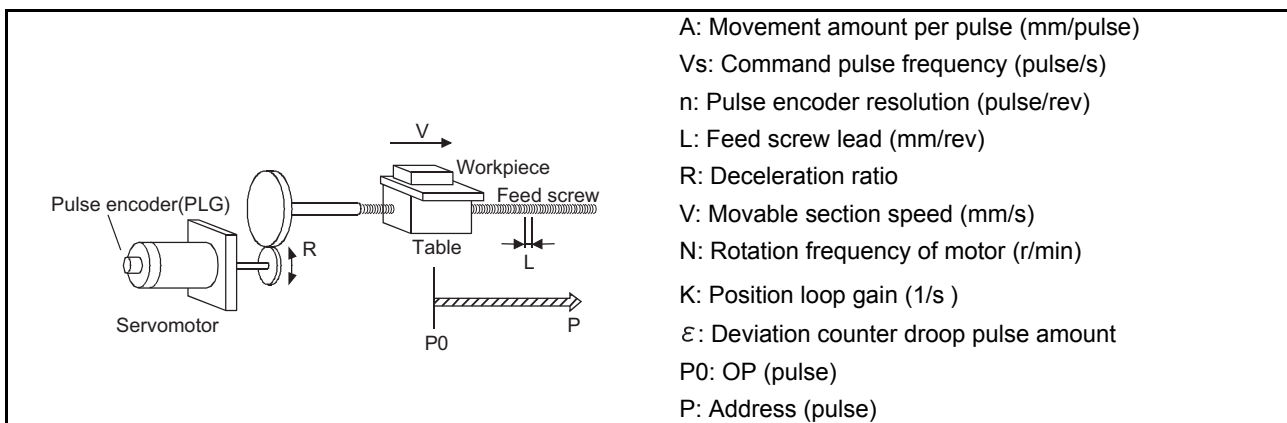 V
Workpiece
Feed screw
Pulse encoder(PLG)
R
Table
L
Servomotor
P
P0
A: Movement amount per pulse (mm/pulse)
Vs: Command pulse frequency (pulse/s)
n: Pulse encoder resolution (pulse/rev)
L: Feed screw lead (mm/rev)
R: Deceleration ratio
V: Movable section speed (mm/s)
N: Rotation frequency of motor (r/min)
K: Position loop gain (1/s )
ε: Deviation counter droop pulse amount
P0: OP (pulse)
P: Address (pulse)